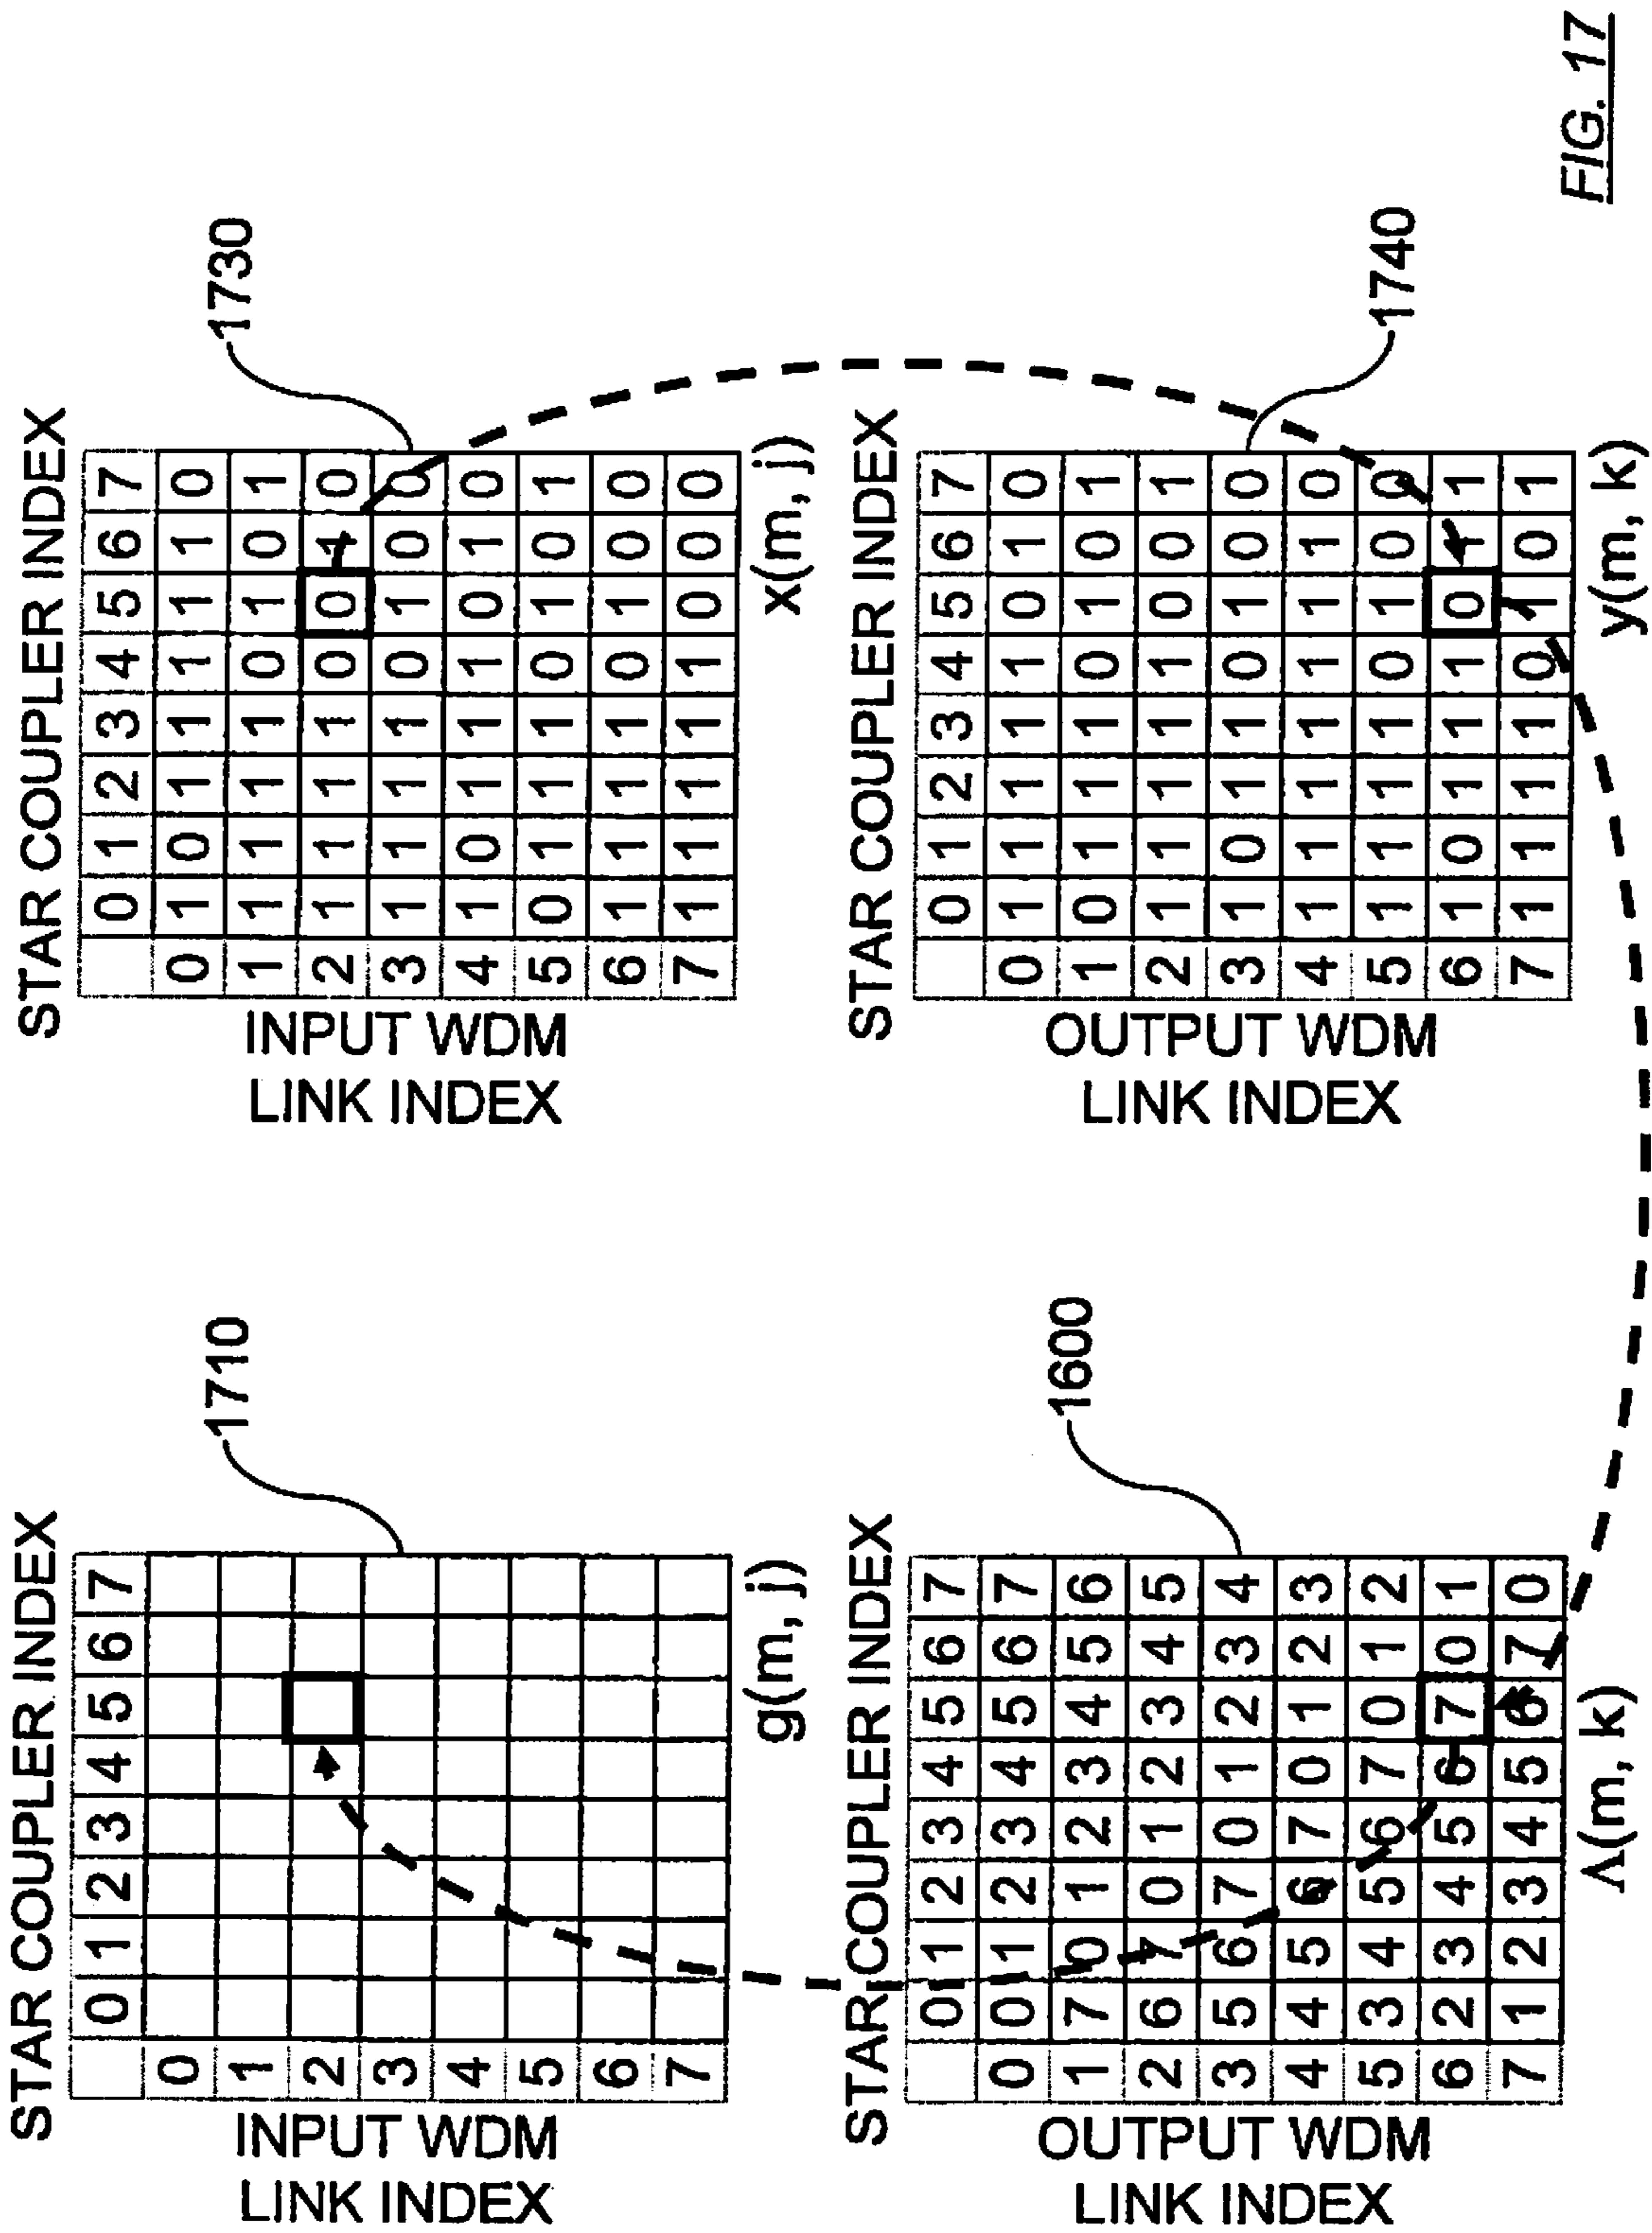 STAR COUPLER INDEX
0 1 2 3 4 5 6 7
0
1
2
3
4
5
6
7
INPUT WDM
LINK INDEX
g(m, j)
1710
STAR COUPLER INDEX
0 1 2 3 4 5 6 7
0 1 0 1 1 1 1 1 0
1 1 1 1 1 0 1 0 1
2 1 1 1 1 0 0 1 0
3 1 1 1 1 0 1 0 0
4 1 0 1 1 1 0 1 0
5 0 1 1 1 0 1 0 1
6 1 1 1 1 0 1 0 0
7 1 1 1 1 1 0 0 0
INPUT WDM
LINK INDEX
x(m, j)
1730
STAR COUPLER INDEX
0 1 2 3 4 5 6 7
0 0 1 2 3 4 5 6 7
1 7 0 1 2 3 4 5 6
2 6 7 0 1 2 3 4 5
3 5 6 7 0 1 2 3 4
4 4 5 6 7 0 1 2 3
5 3 4 5 6 7 0 1 2
6 2 3 4 5 6 7 0 1
7 1 2 3 4 5 6 7 0
OUTPUT WDM
LINK INDEX
Λ(m, k)
1600
STAR COUPLER INDEX
0 1 2 3 4 5 6 7
0 1 1 1 1 1 0 1 0
1 0 1 1 1 0 1 0 1
2 1 1 1 1 1 0 0 1
3 1 0 1 1 0 1 0 0
4 1 1 1 1 1 1 1 0
5 1 1 1 1 0 1 0 0
6 1 0 1 1 1 0 1 1
7 1 1 1 1 0 1 0 1
OUTPUT WDM
LINK INDEX
y(m, k)
1740
FIG. 17